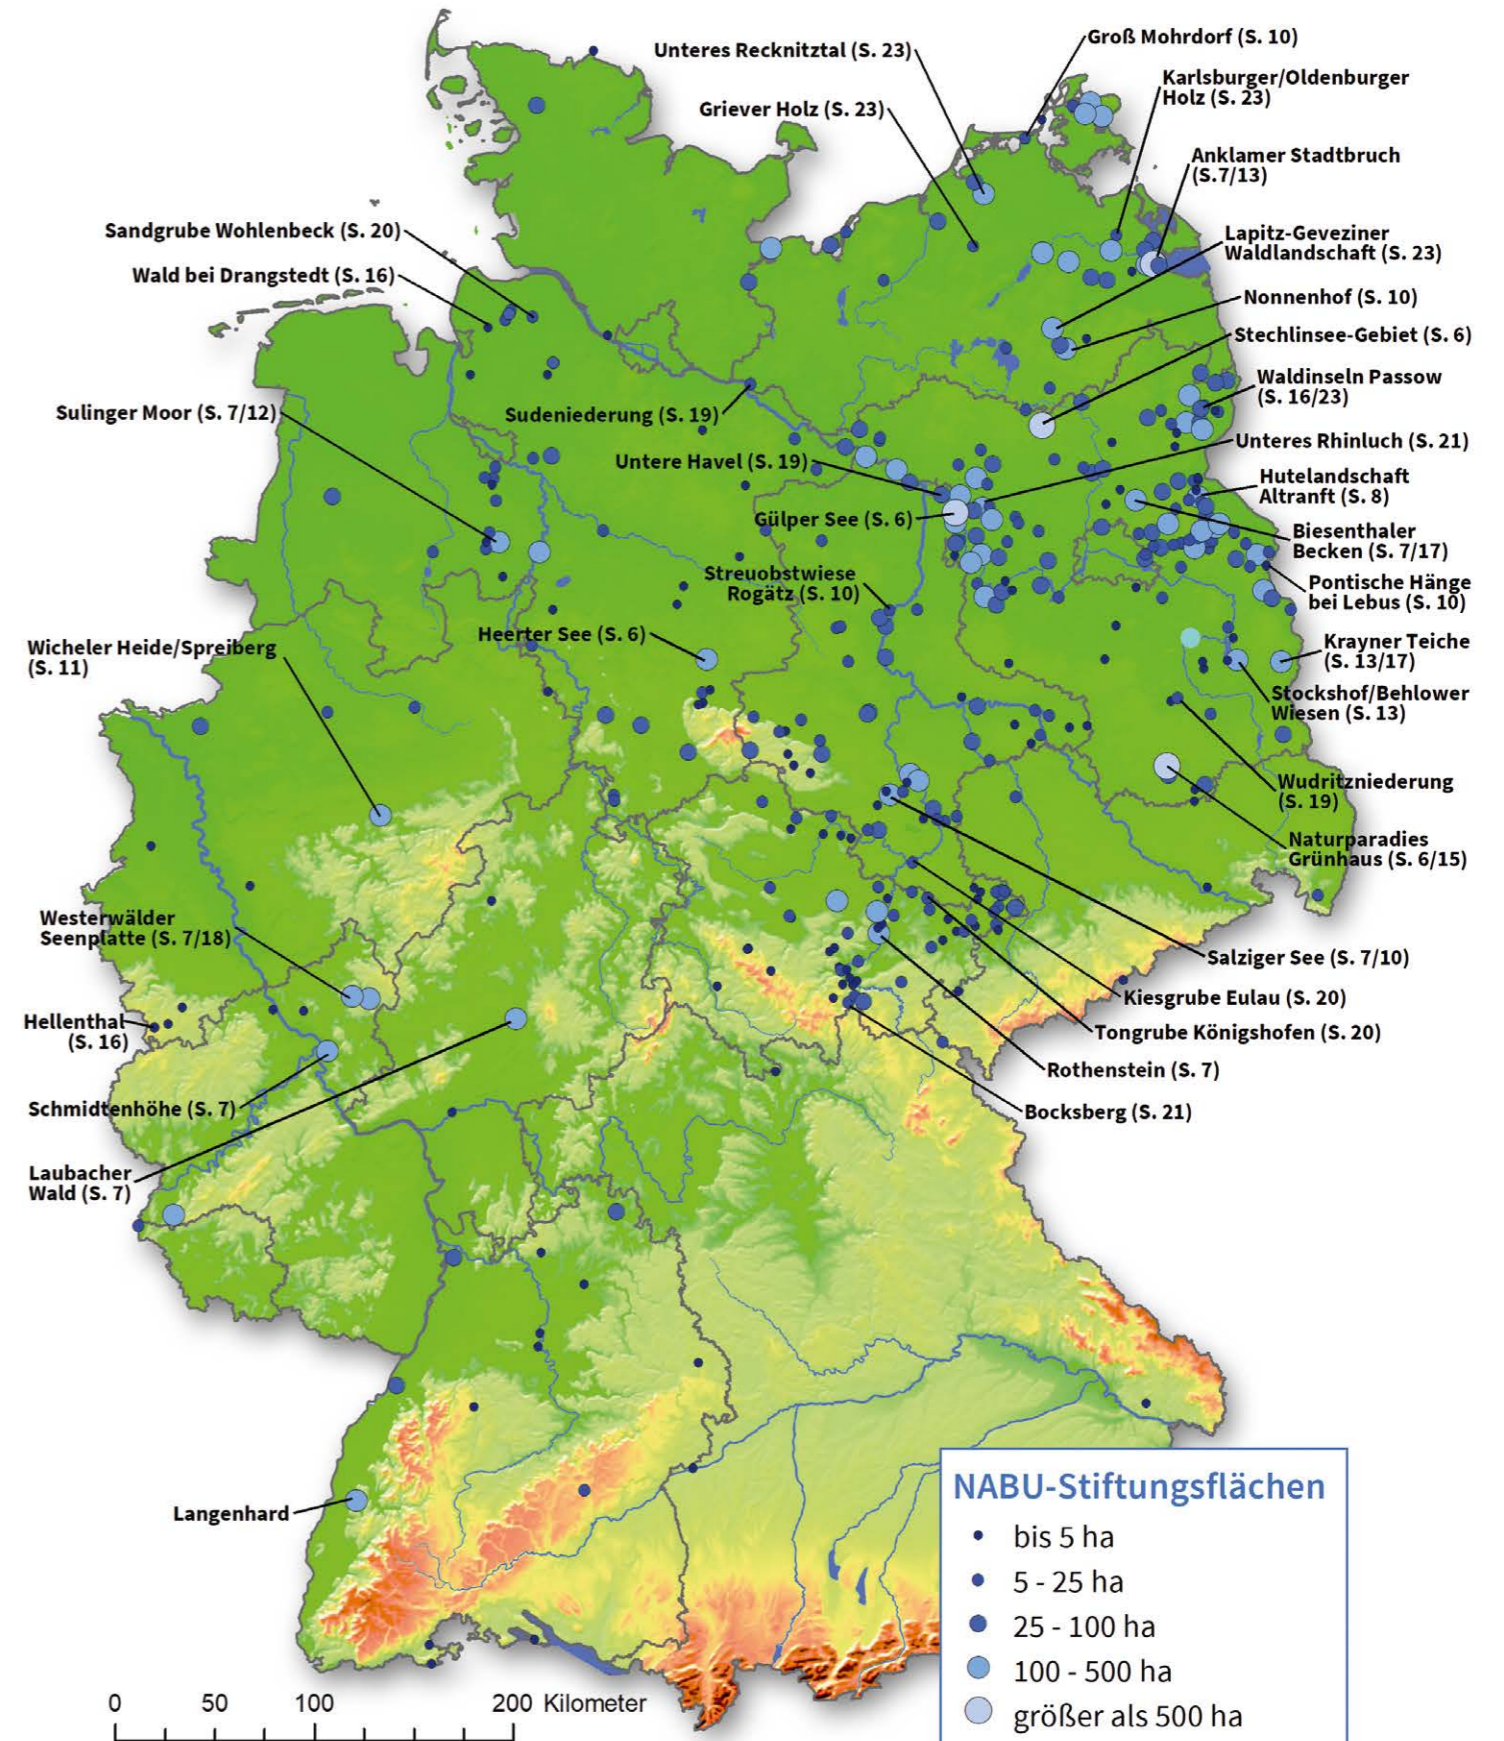 Unteres Recknitztal (S. 23)
Groß Mohrdorf (S. 10)
Karlsburger/Oldenburger
Holz (S. 23)
Griever Holz (S. 23)
Anklamer Stadtbruch
(S.7/13)
Sandgrube Wohlenbeck (S. 20)
Lapitz-Geveziner
Waldlandschaft (S. 23)
Wald bei Drangstedt (S. 16)
Nonnenhof (S. 10)
Stechlinsee-Gebiet (S. 6)
Waldinseln Passow
(S. 16/23)
Sulinger Moor (S. 7/12)
Sudeniederung (S. 19)
Unteres Rhinluch (S. 21)
Untere Havel (S. 19)
Hutelandschaft
Altranft (S. 8)
Gülper See (S. 6)
Biesenthaler
Becken (S. 7/17)
Streuobstwiese
Rogätz (S. 10)
Pontische Hänge
bei Lebus (S. 10)
Heerter See (S. 6)
Wicheler Heide/Spreiberg
(S. 11)
Krayner Teiche
(S. 13/17)
Stockshof/Behlower
Wiesen (S. 13)
Wudritzniederung
(S. 19)
Naturparadies
Grünhaus (S. 6/15)
Westerwälder
Seenplatte (S. 7/18)
Salziger See (S. 7/10)
Kiesgrube Eulau (S. 20)
Hellenthal
(S. 16)
Tongrube Königshofen (S. 20)
Rothenstein (S. 7)
Schmidtenhöhe (S. 7)
Bocksberg (S. 21)
Laubacher
Wald (S. 7)
Langenhard
NABU-Stiftungsflächen
bis 5 ha
5 - 25 ha
25 - 100 ha
100 - 500 ha
größer als 500 ha
0 50 100 200 Kilometer